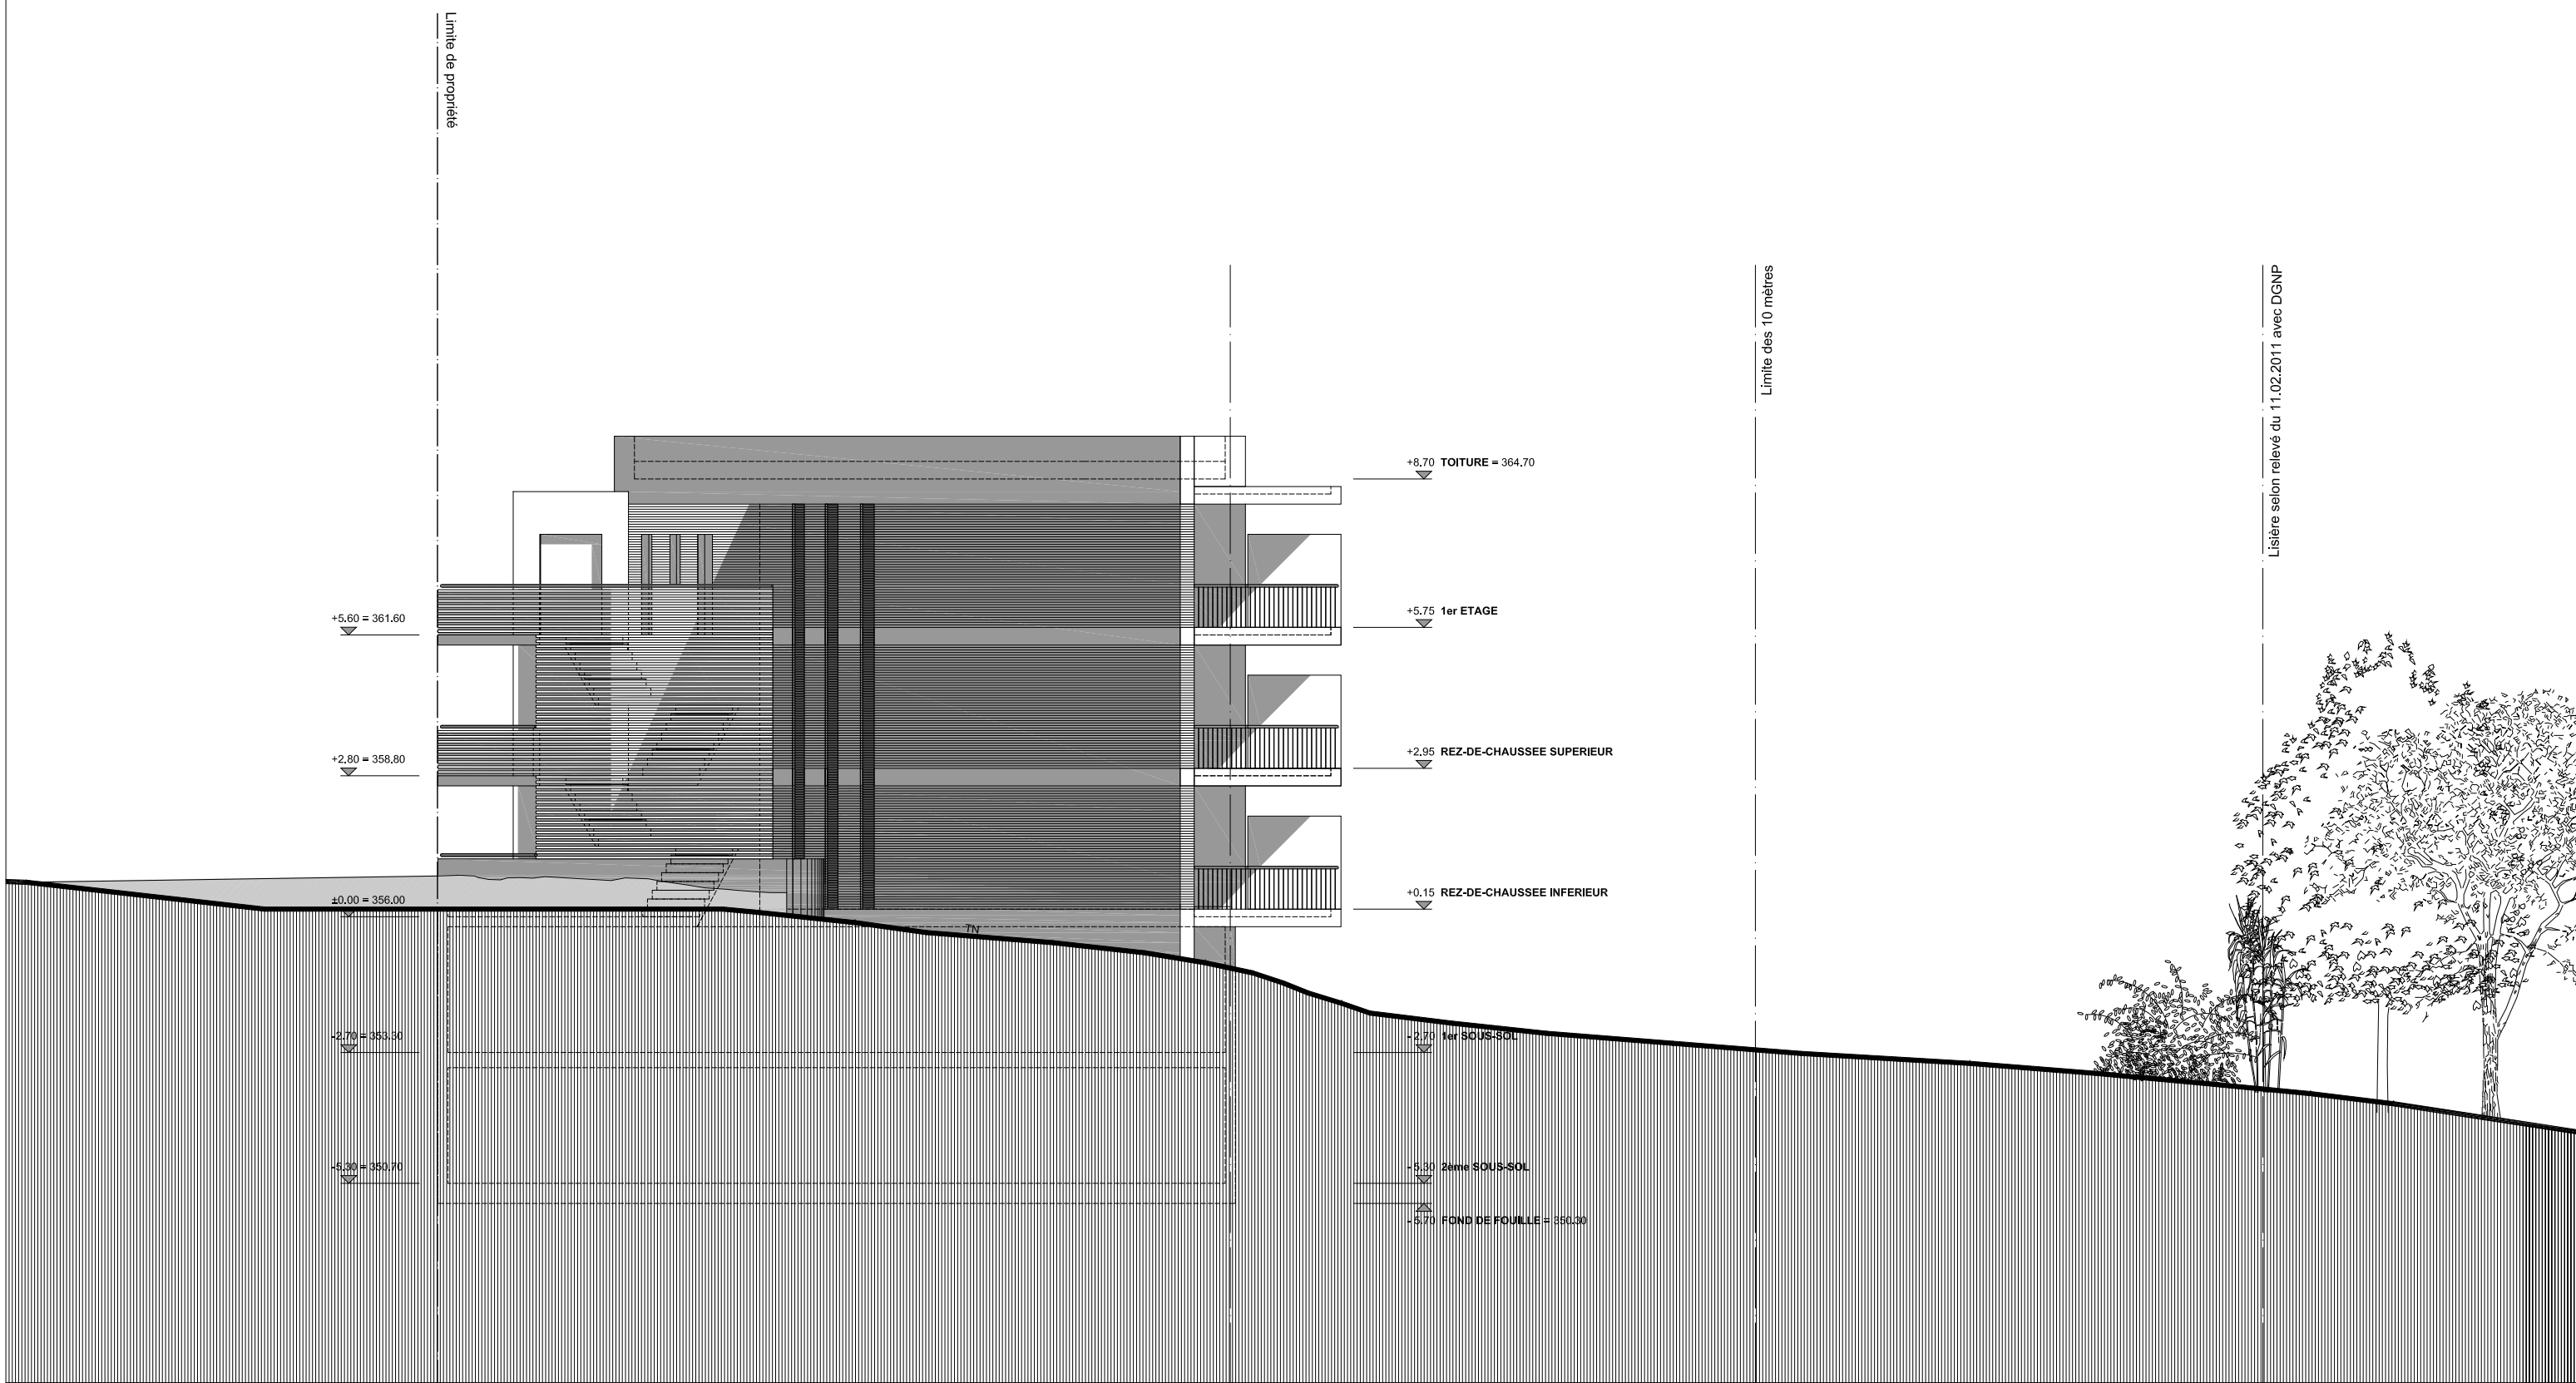 Limite de propriété
Limite des 10 mètres
Lisière selon relevé du 11.02.2011 avec DGNP
+8.70 TOITURE = 364.70
+5.60 = 361.60
+5.75 1er ETAGE
+2.80 = 358.80
+2.95 REZ-DE-CHAUSSEE SUPERIEUR
±0.00 = 356.00
+0.15 REZ-DE-CHAUSSEE INFERIEUR
TN
-2.70 = 353.30
- 2.70 1er SOUS-SOL
-5.30 = 350.70
- 5.30 2ème SOUS-SOL
- 5.70 FOND DE FOUILLE = 350.30